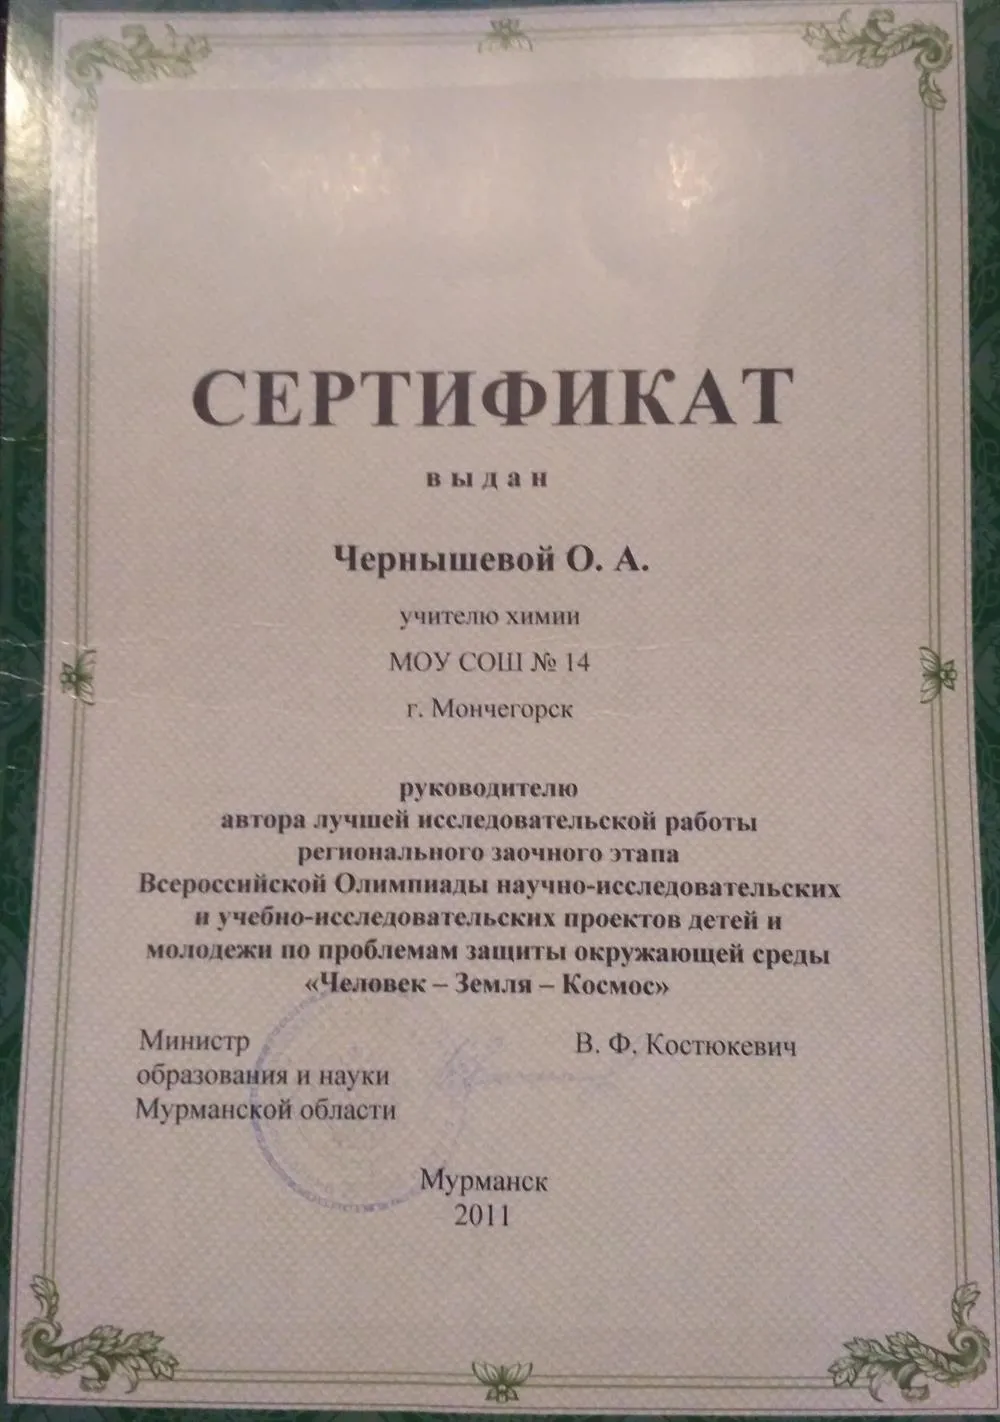 СЕРТИФИКАТ
выдан
Чернышевой О. А.
учителю химии
МОУ СОШ № 14
г. Мончегорск
руководителю
автора лучшей исследовательской работы
регионального заочного этапа
Всероссийской Олимпиады научно-исследовательских
и учебно-исследовательских проектов детей и
молодежи по проблемам защиты окружающей среды
«Человек – Земля – Космос»
Министр
образования и науки
Мурманской области
В. Ф. Костюкевич
Мурманск
2011